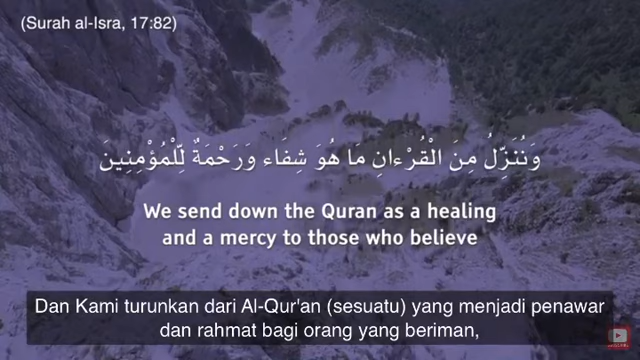 (Surah al-Isra, 17:82)
وَنُنَزِّلُ مِنَ الْقُرْءانِ مَا هُوَ شِفَاء وَرَحْمَةٌ لِّلْمُؤْمِنِينَ
We send down the Quran as a healing
and a mercy to those who believe
Dan Kami turunkan dari Al-Qur'an (sesuatu) yang menjadi penawar
dan rahmat bagi orang yang beriman,